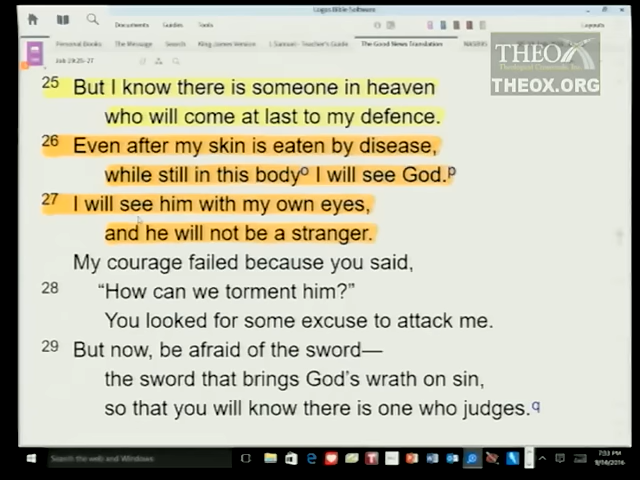 Logos Bible Software
Documents Guides Tools
Layouts
Personal Books The Message Search King James Version 1 Samuel - Teacher's Guide The Good News Translation
Job 19:25-27
THEOX
THEOX.ORG
25 But I know there is someone in heaven
who will come at last to my defence.
26 Even after my skin is eaten by disease,
while still in this bodyo I will see God.p
27 I will see him with my own eyes,
and he will not be a stranger.
My courage failed because you said,
28 “How can we torment him?”
You looked for some excuse to attack me.
29 But now, be afraid of the sword—
the sword that brings God’s wrath on sin,
so that you will know there is one who judges.q
Search the web and Windows
7:53 PM